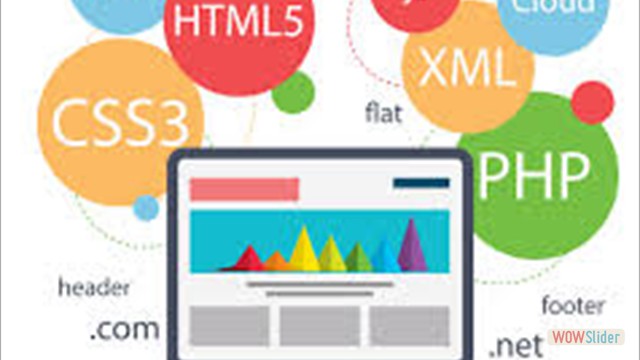 Cloud
HTML5
XML
CSS3
flat
PHP
header
footer
.com
.net
WOWSlider